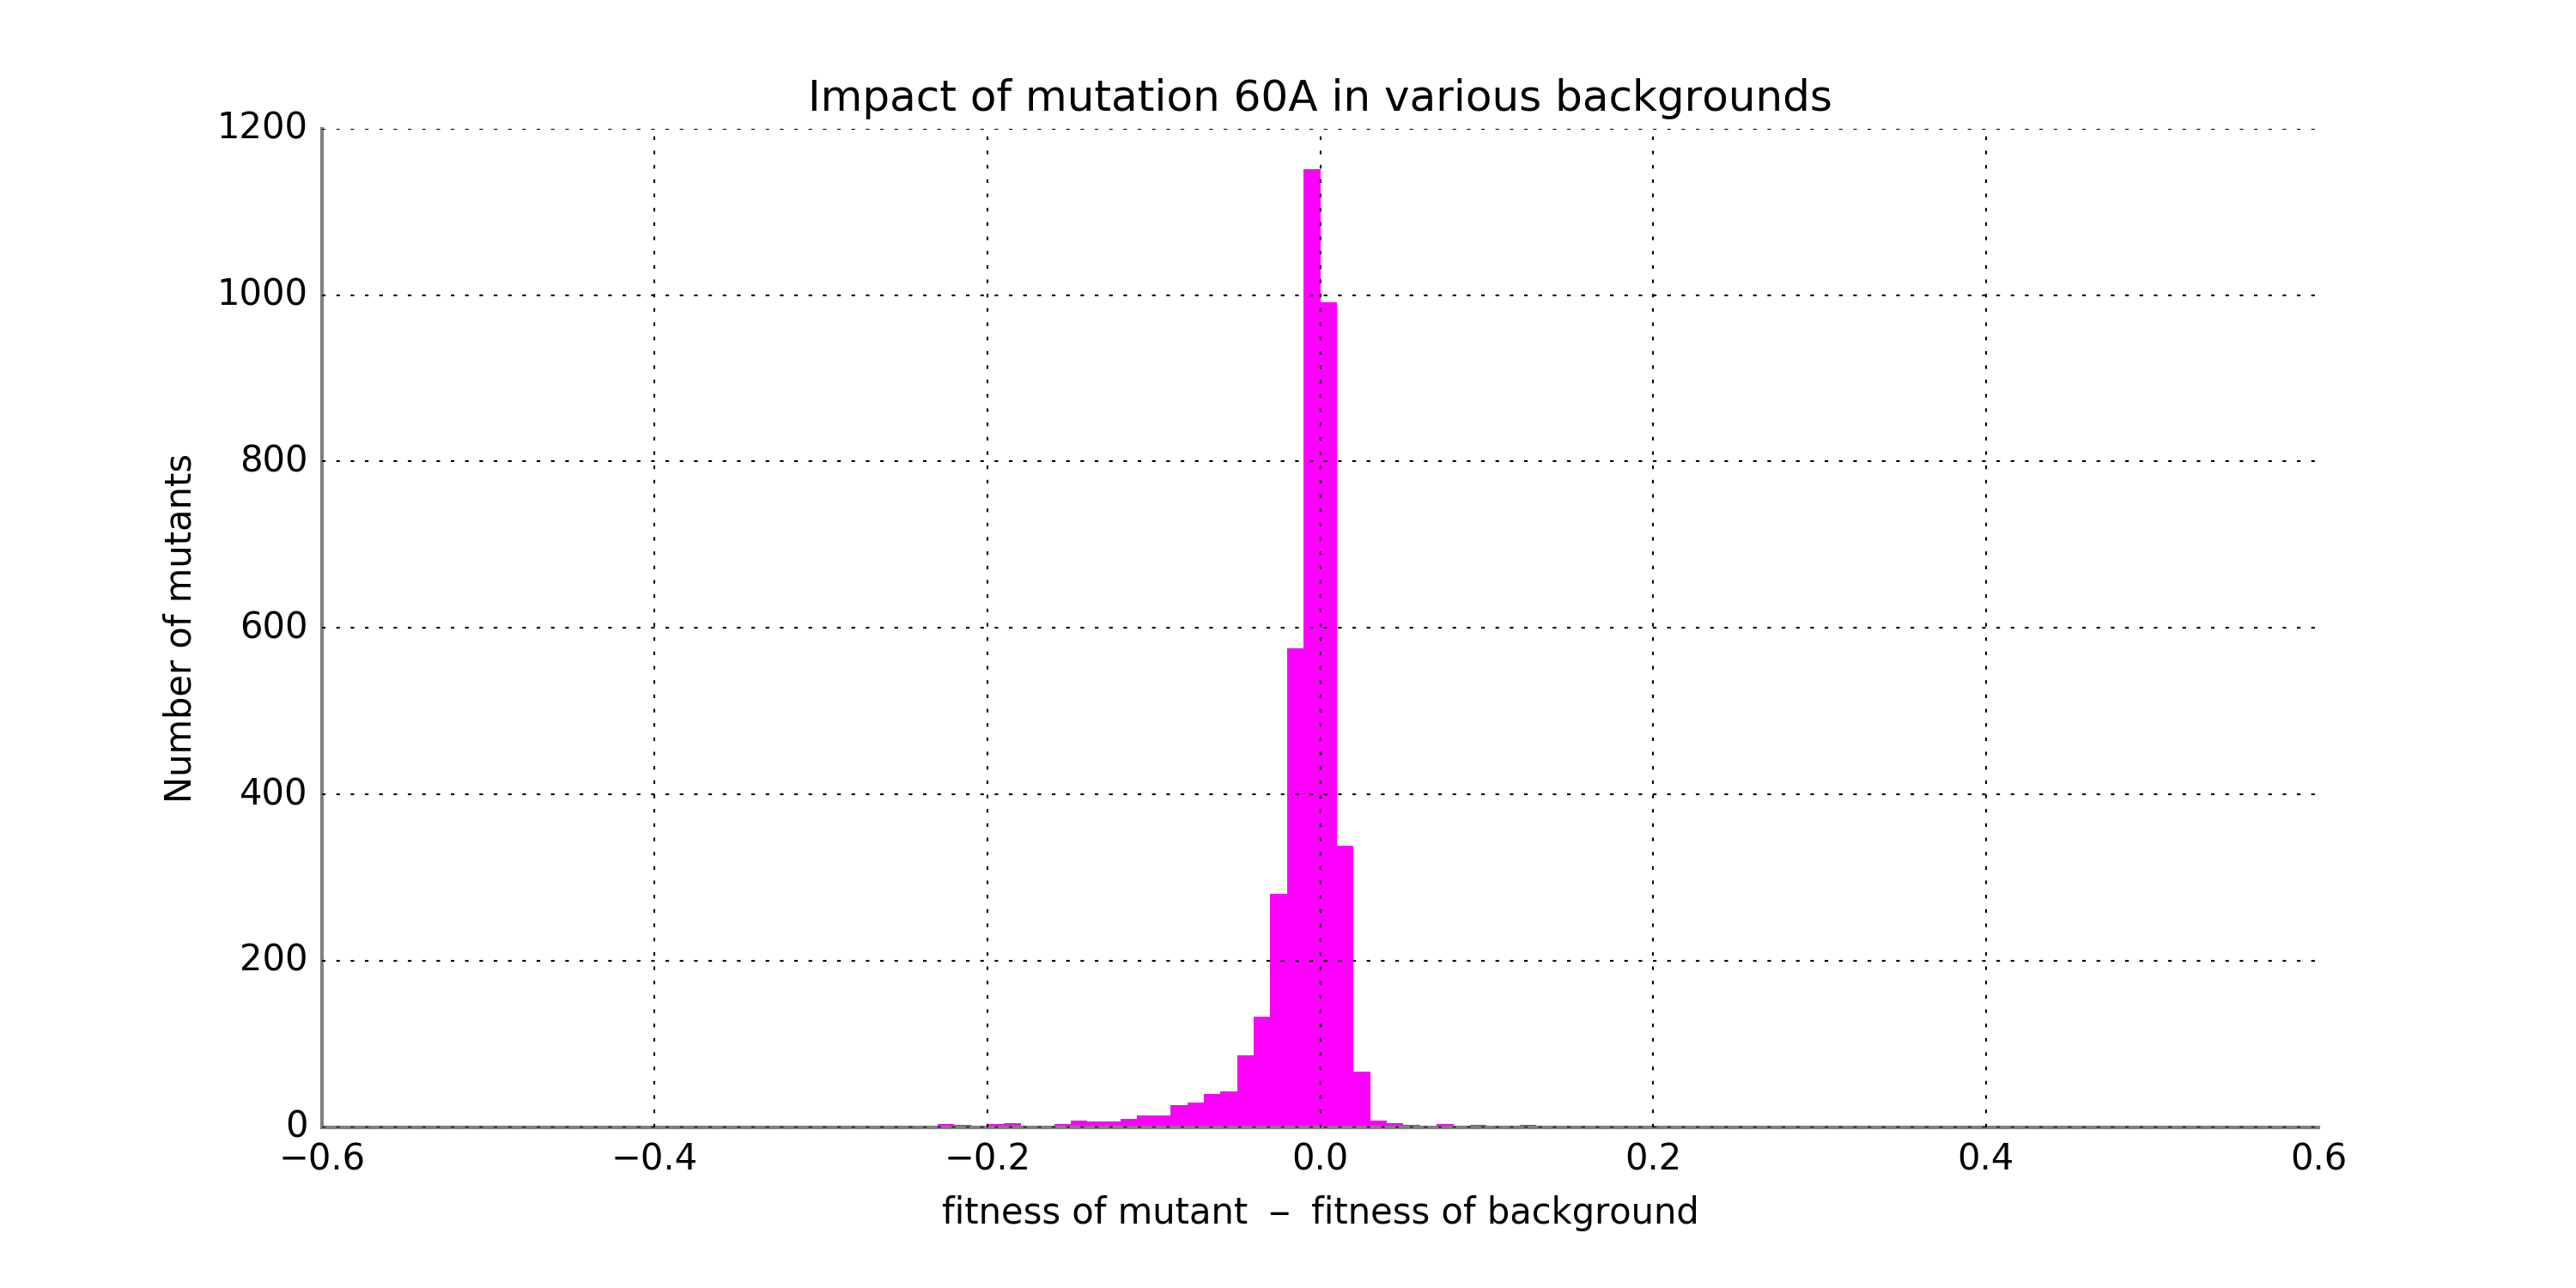 Impact of mutation 60A in various backgrounds
1200
1000
800
600
400
200
0
Number of mutants
−0.6 −0.4 −0.2 0.0 0.2 0.4 0.6
fitness of mutant − fitness of background